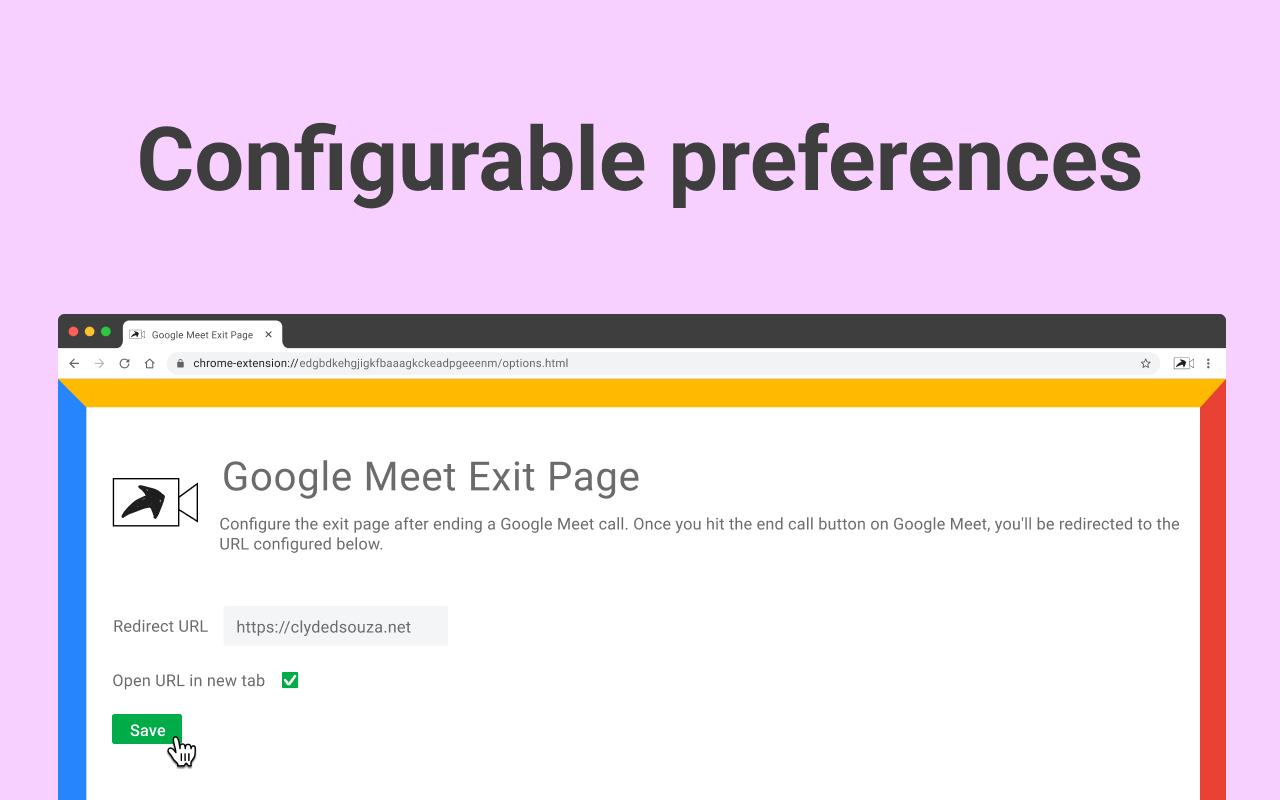 Configurable preferences
Google Meet Exit Page
chrome-extension://edgbdkehgjigkfbaaagkckeadpgeeenm/options.html
Google Meet Exit Page
Configure the exit page after ending a Google Meet call. Once you hit the end call button on Google Meet, you'll be redirected to the
URL configured below.
Redirect URL
https://clydedsouza.net
Open URL in new tab
Save